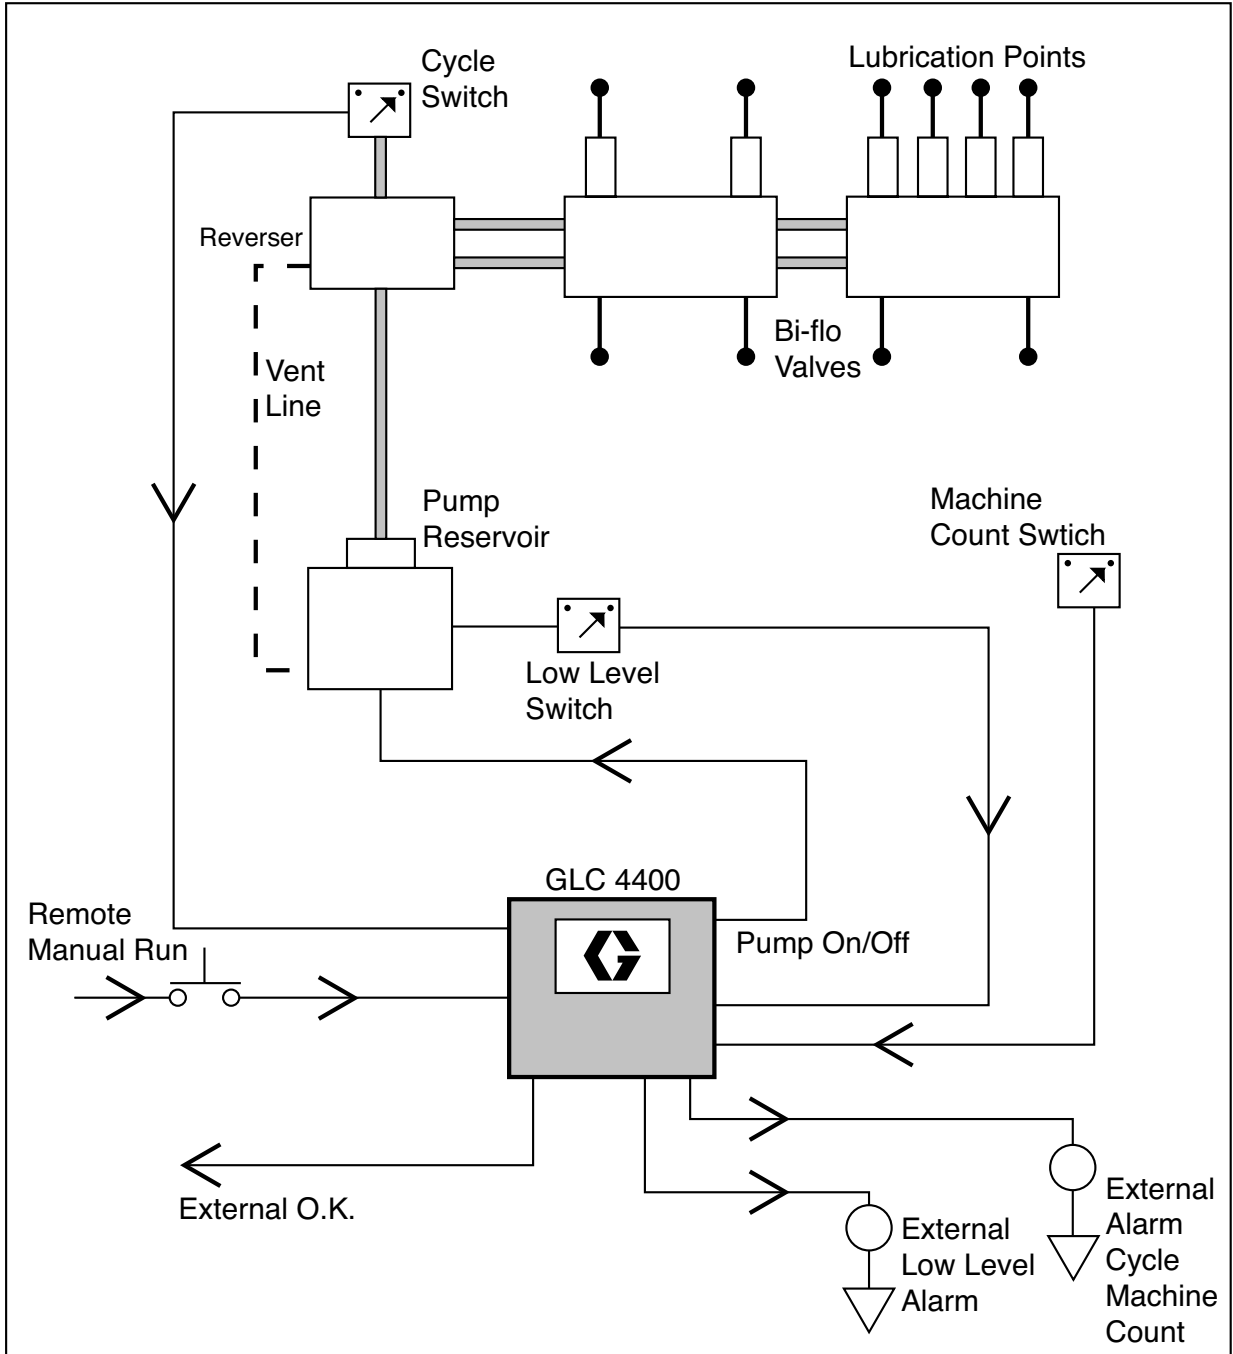 Cycle
Switch
Lubrication Points
Reverser
Bi-flo
Valves
Vent
Line
Pump
Reservoir
Machine
Count Swtich
Low Level
Switch
GLC 4400
Remote
Manual Run
Pump On/Off
External O.K.
External
Low Level
Alarm
External
Alarm
Cycle
Machine
Count